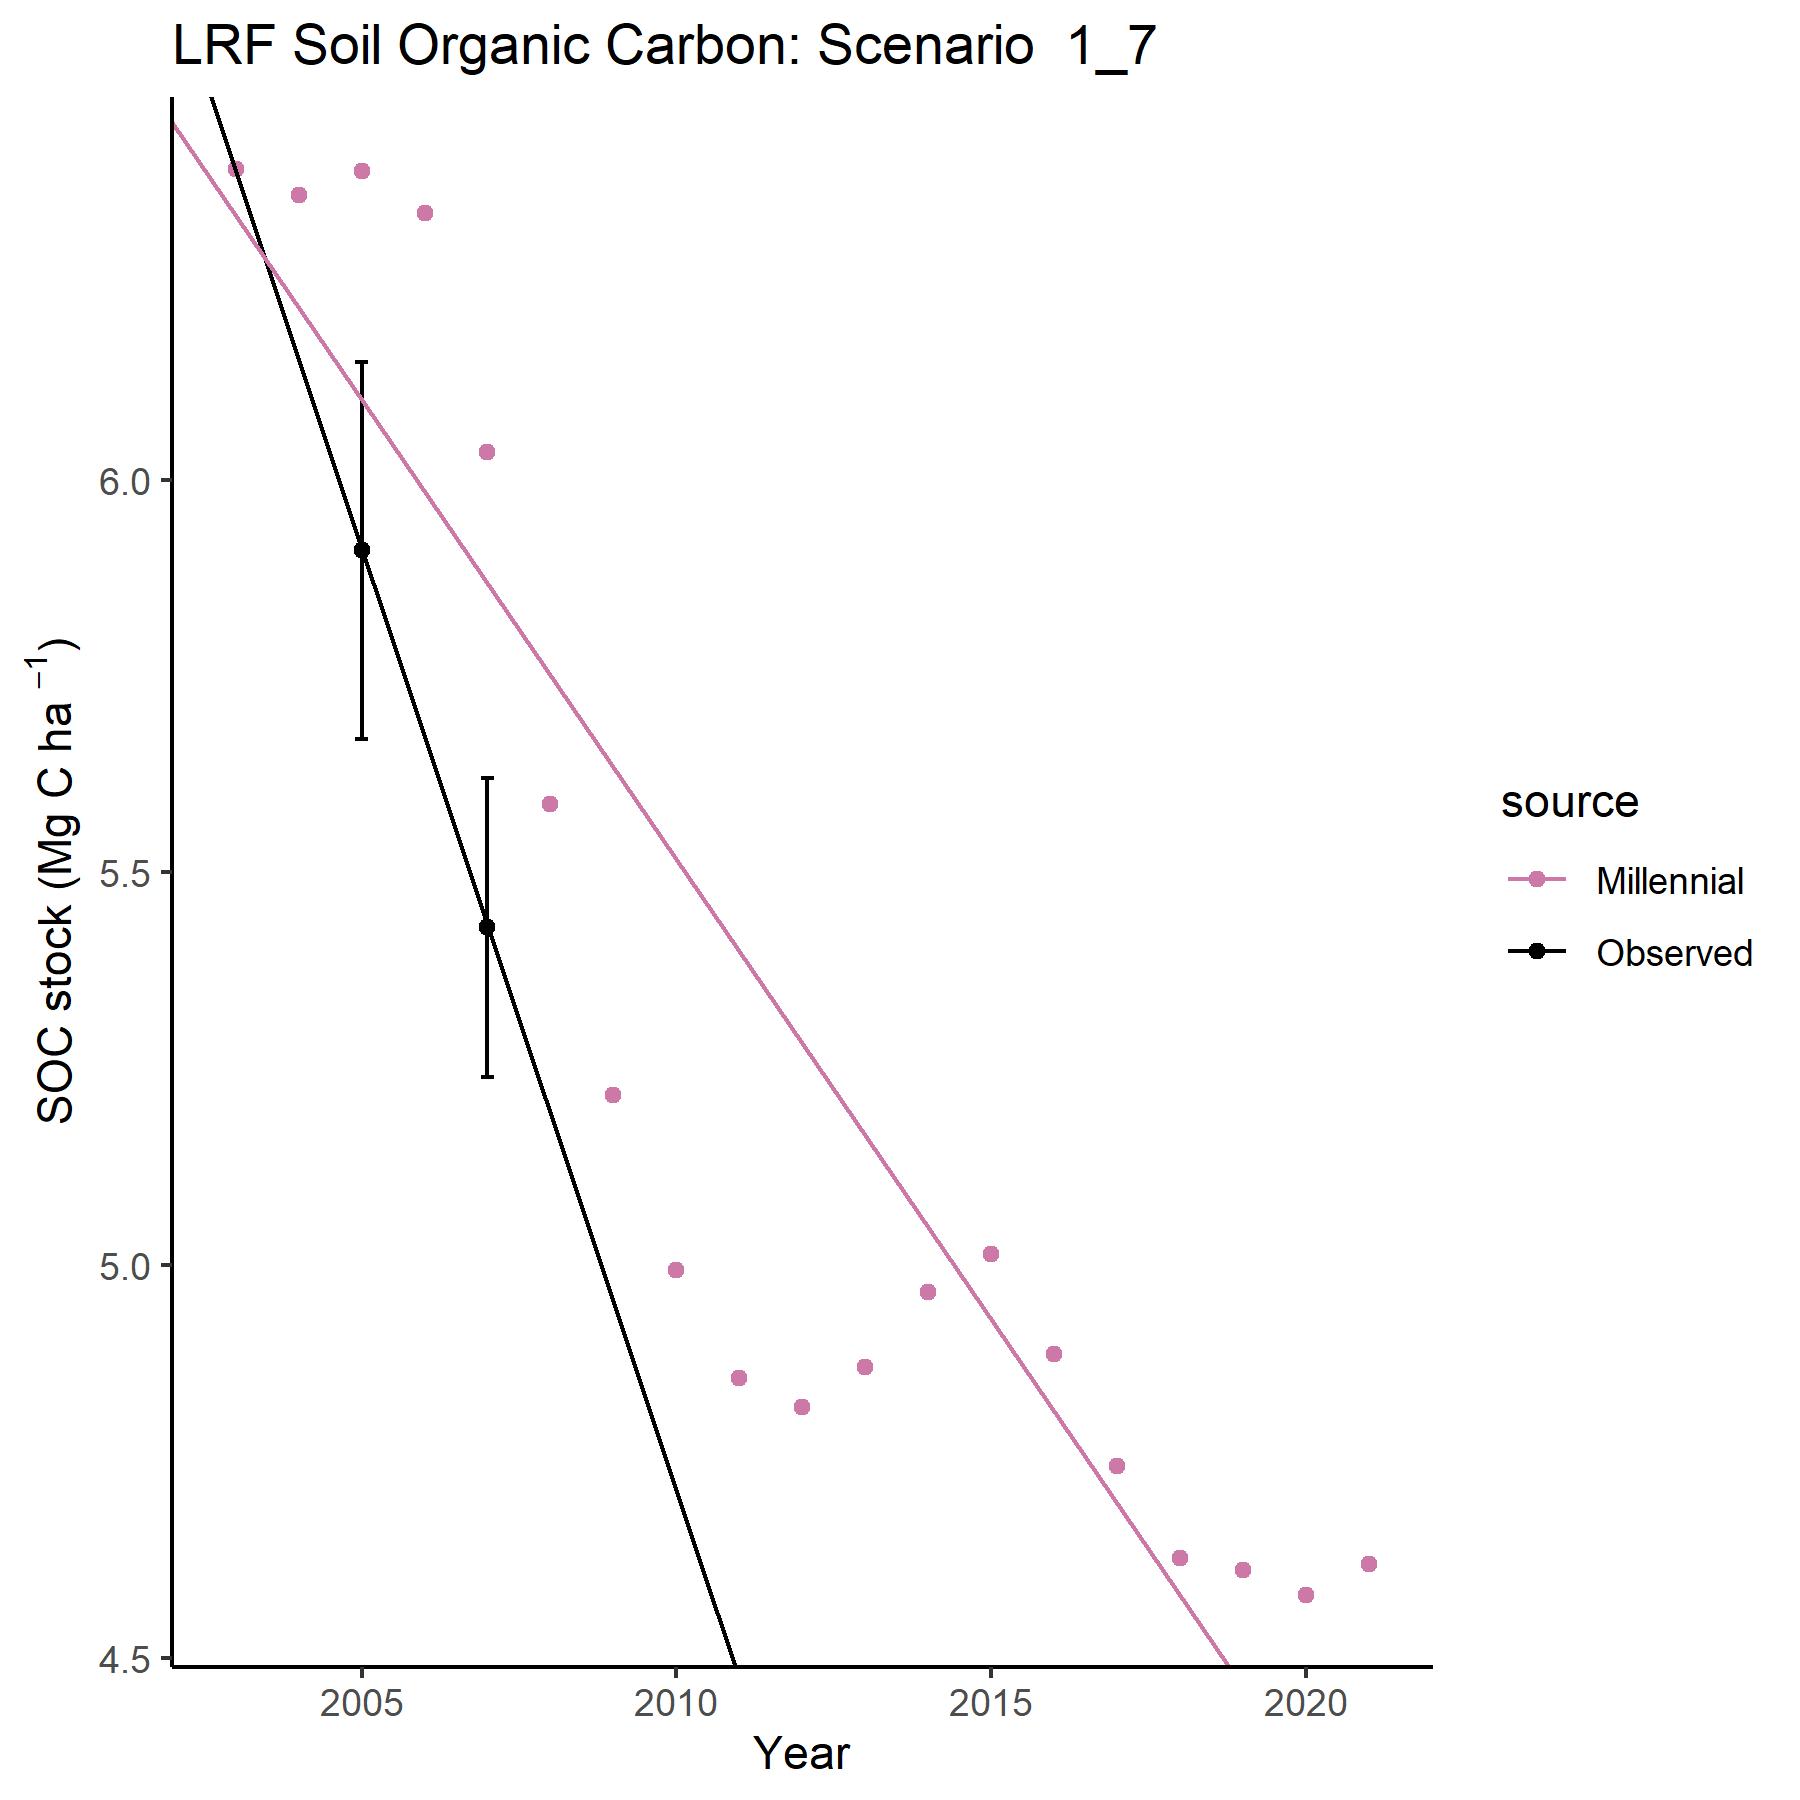 LRF Soil Organic Carbon: Scenario  1_7
SOC stock (Mg C ha −1)
6.0
5.5
5.0
4.5
2005 2010 2015 2020
Year
source
Millennial
Observed